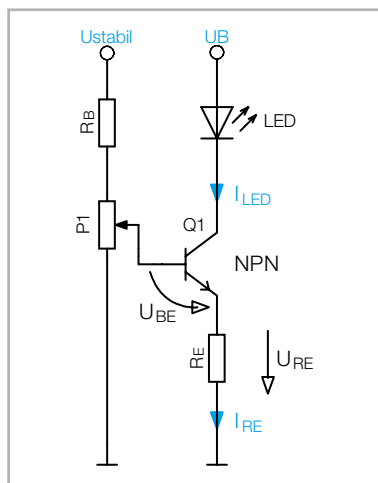 Ustabil
UB
RB
LED
ILED
P1
Q1
NPN
UBE
RE
URE
IRE